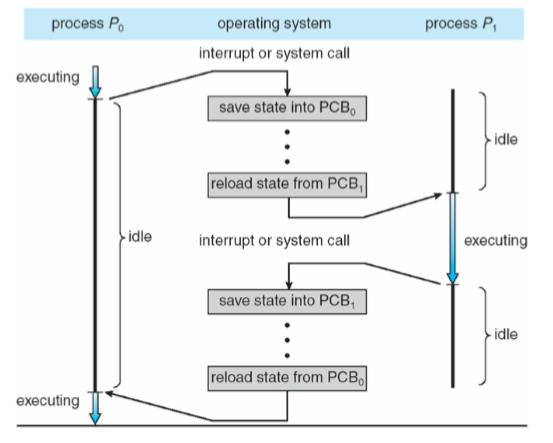 process P₀ operating system process P₁
interrupt or system call
executing
save state into PCB₀
idle
reload state from PCB₁
idle
interrupt or system call
executing
save state into PCB₁
idle
reload state from PCB₀
executing